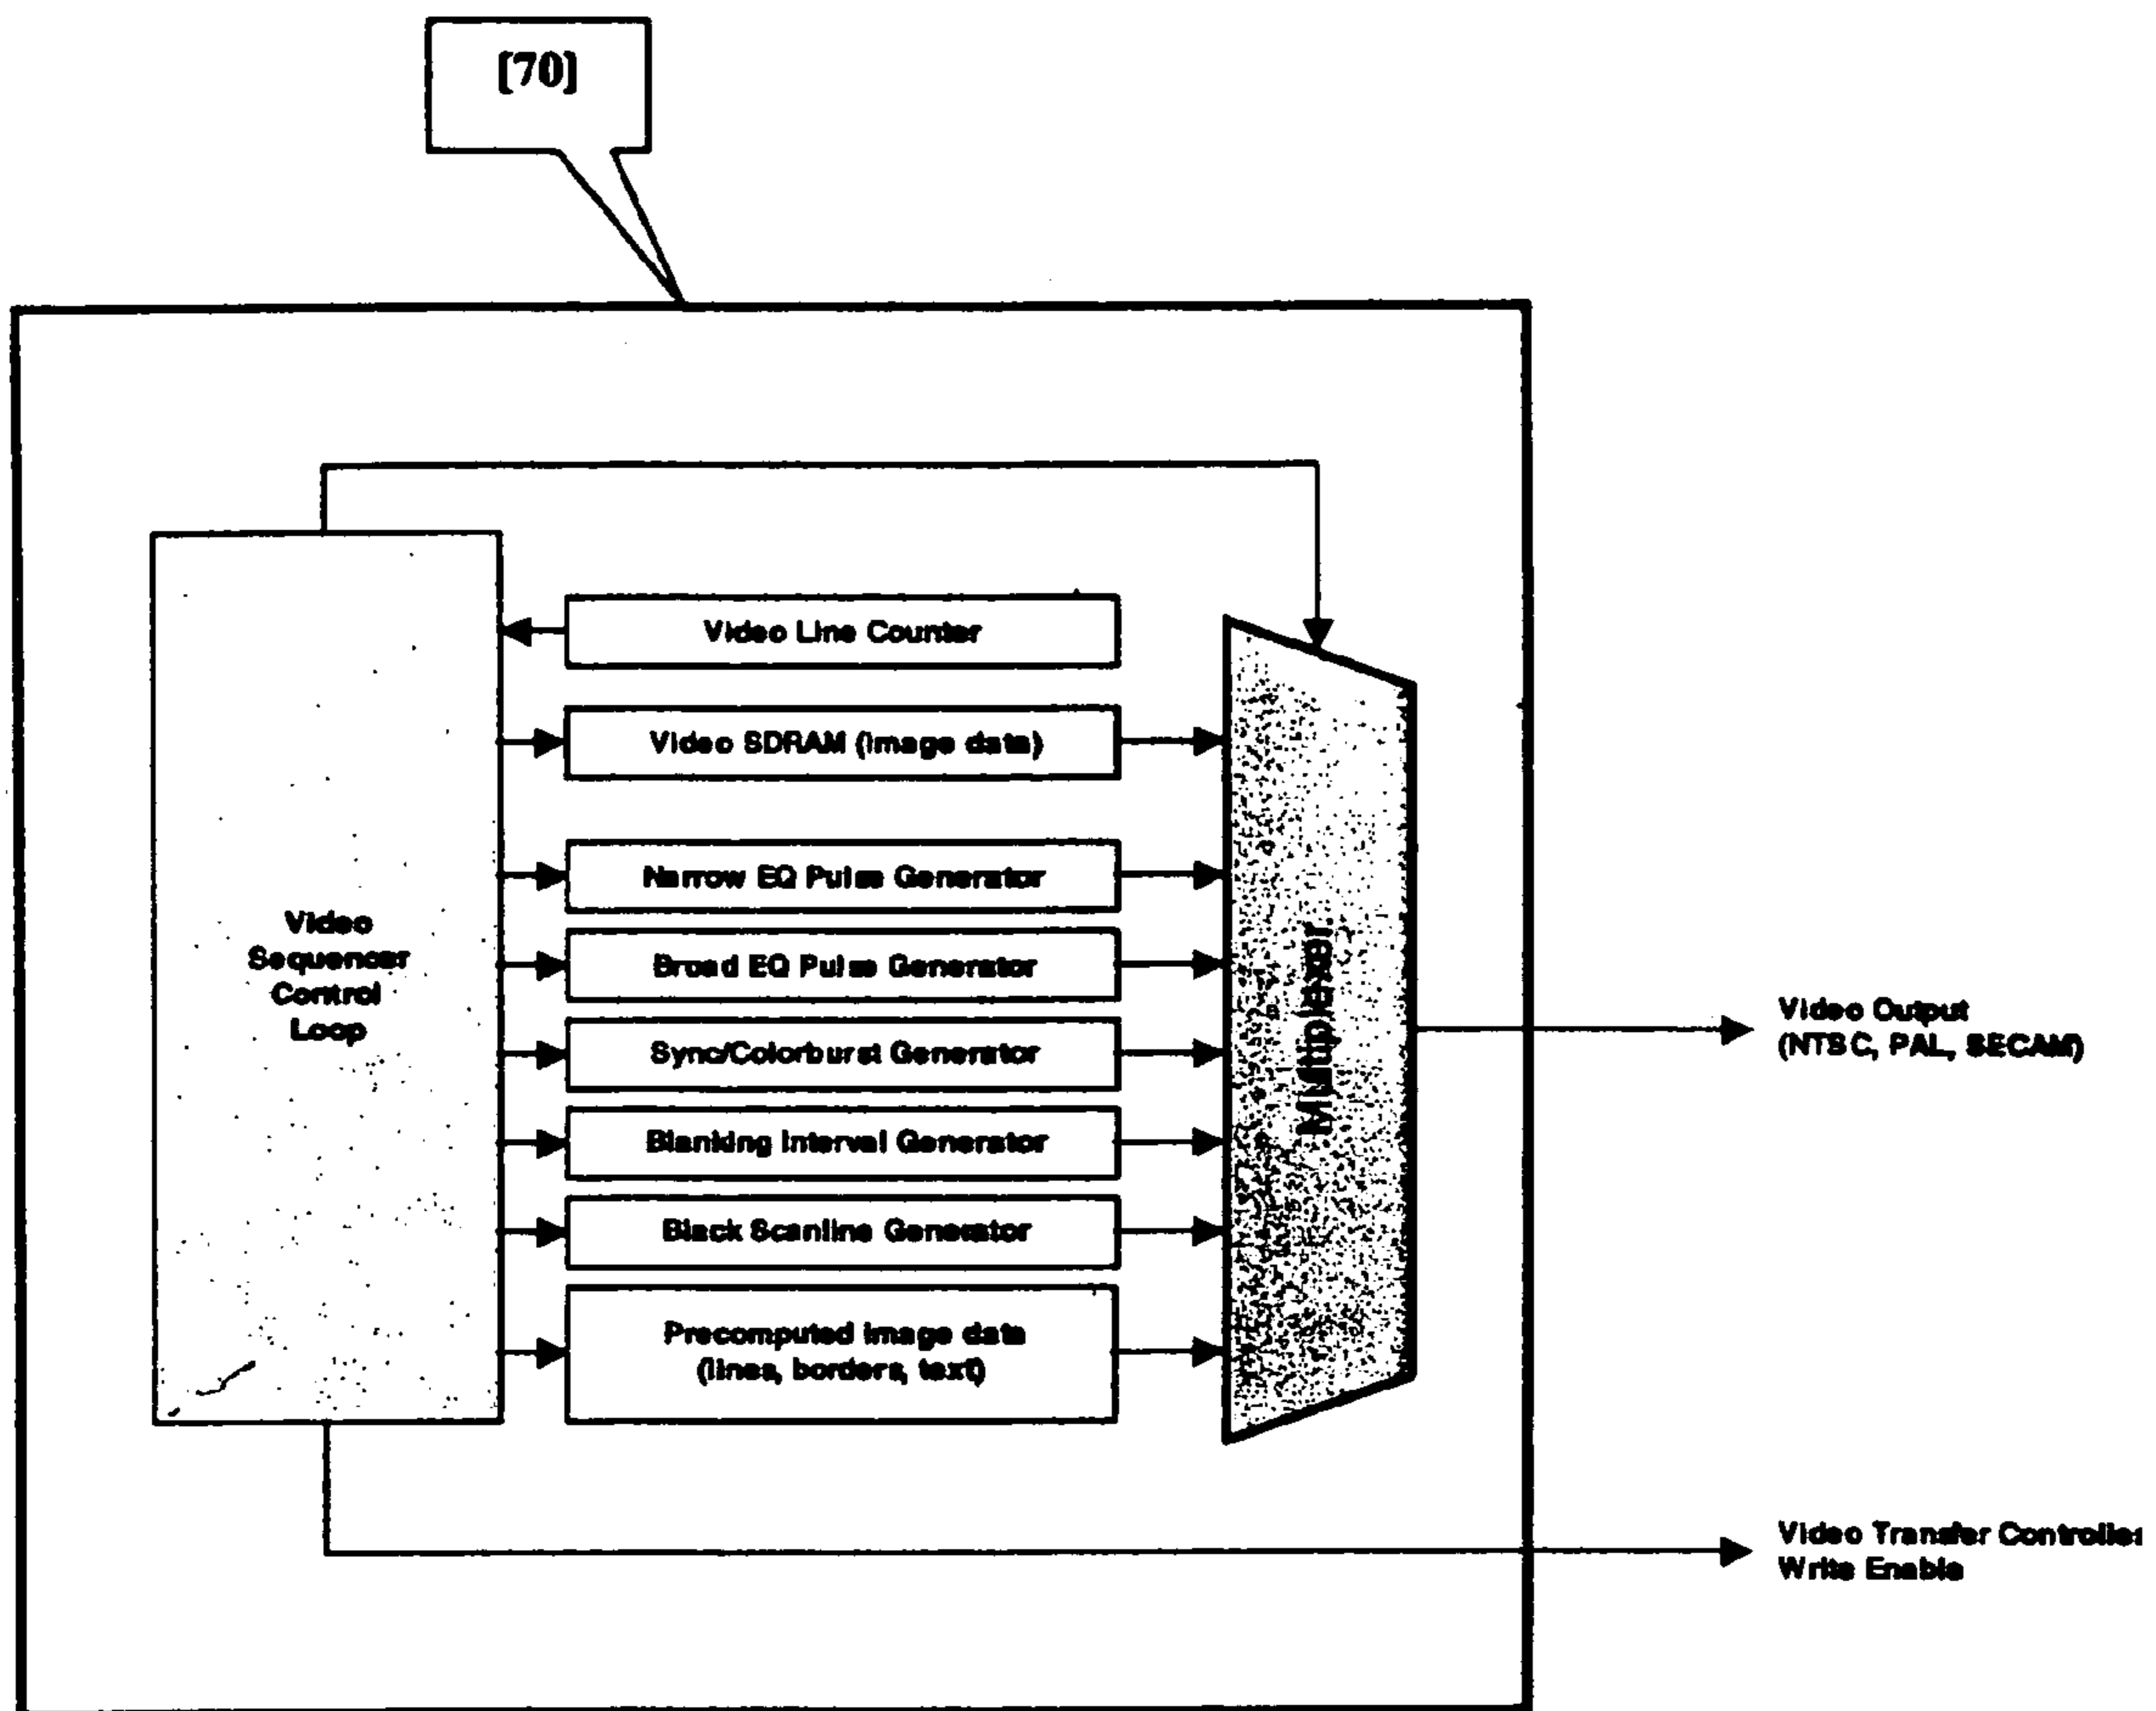 [70]
Video Line Counter
Video SDRAM (image data)
Narrow EQ Pulse Generator
Broad EQ Pulse Generator
Sync/Colorburst Generator
Blanking Interval Generator
Black Scanline Generator
Precomputed image data
(lines, borders, text)
Video
Sequencer
Control
Loop
Multiplexer
Video Output
(NTSC, PAL, SECAM)
Video Transfer Controller
Write Enable